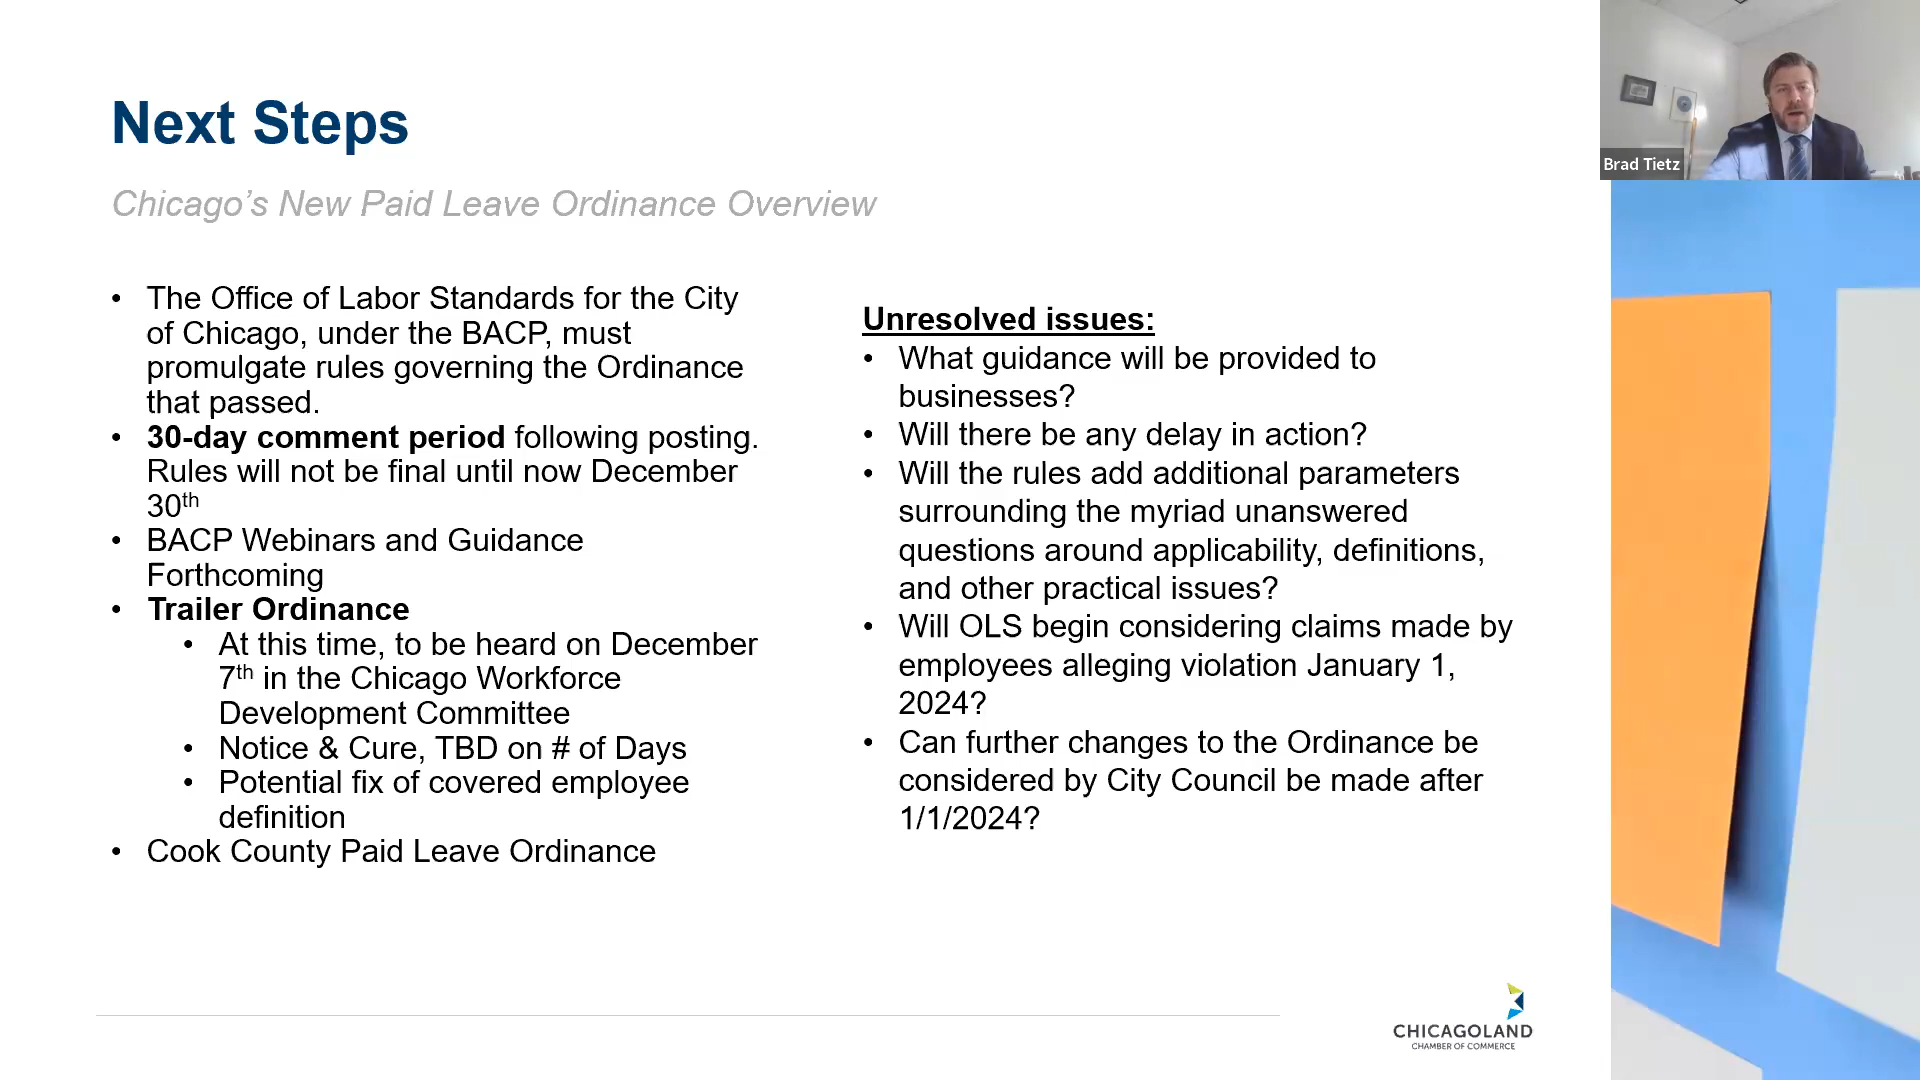 Next Steps
Chicago’s New Paid Leave Ordinance Overview
• The Office of Labor Standards for the City
of Chicago, under the BACP, must
promulgate rules governing the Ordinance
that passed.
• 30-day comment period following posting.
Rules will not be final until now December
30th
• BACP Webinars and Guidance
Forthcoming
• Trailer Ordinance
• At this time, to be heard on December
7th in the Chicago Workforce
Development Committee
• Notice & Cure, TBD on # of Days
• Potential fix of covered employee
definition
• Cook County Paid Leave Ordinance
Unresolved issues:
• What guidance will be provided to
businesses?
• Will there be any delay in action?
• Will the rules add additional parameters
surrounding the myriad unanswered
questions around applicability, definitions,
and other practical issues?
• Will OLS begin considering claims made by
employees alleging violation January 1,
2024?
• Can further changes to the Ordinance be
considered by City Council be made after
1/1/2024?
Brad Tietz
CHICAGOLAND
CHAMBER OF COMMERCE